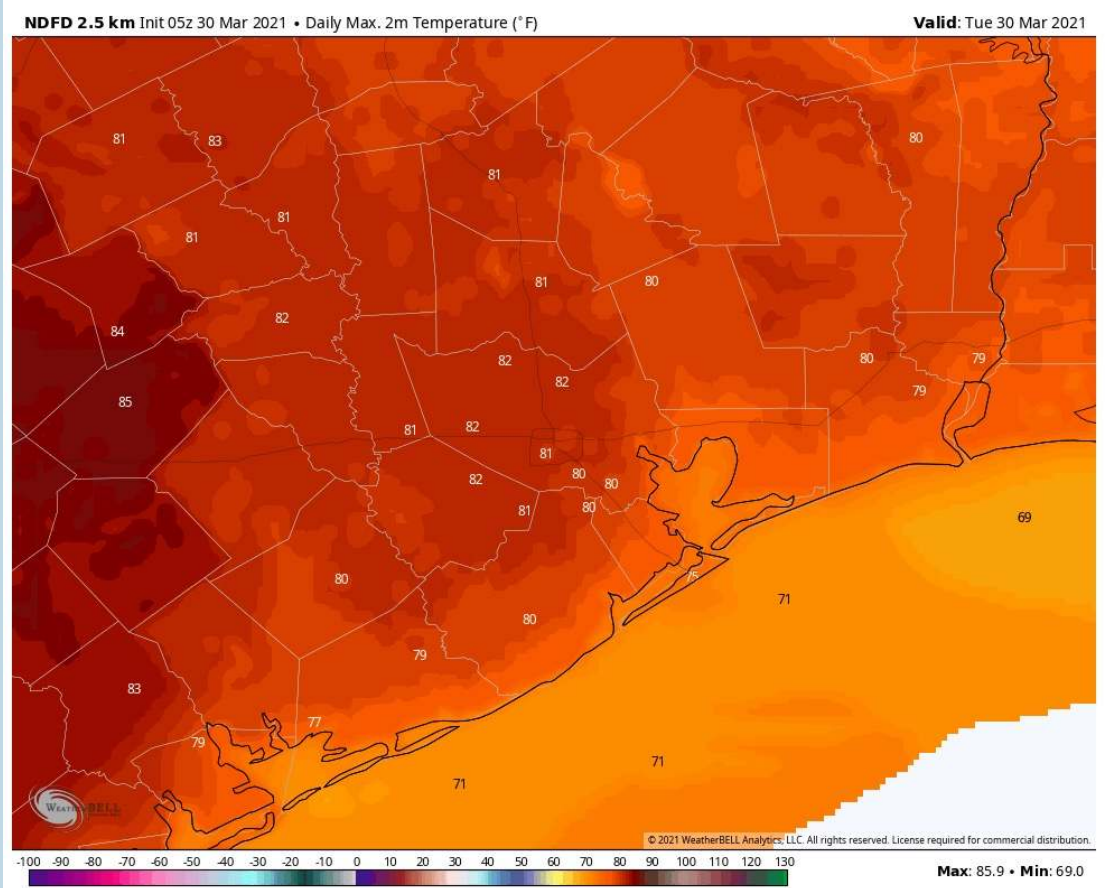 NDFD 2.5 km Init 05z 30 Mar 2021 • Daily Max. 2m Temperature (°F) Valid: Tue 30 Mar 2021
81 83 80
81
81
81
81 80
82
84
82 80 79
82 79
85
81 82
81
82 80 80
81 80
69
80 75
71
80
79
83
77
79
71
71
WeatherBELL
© 2021 WeatherBELL Analytics, LLC. All rights reserved. License required for commercial distribution.
-100 -90 -80 -70 -60 -50 -40 -30 -20 -10 0 10 20 30 40 50 60 70 80 90 100 110 120 130
Max: 85.9 • Min: 69.0